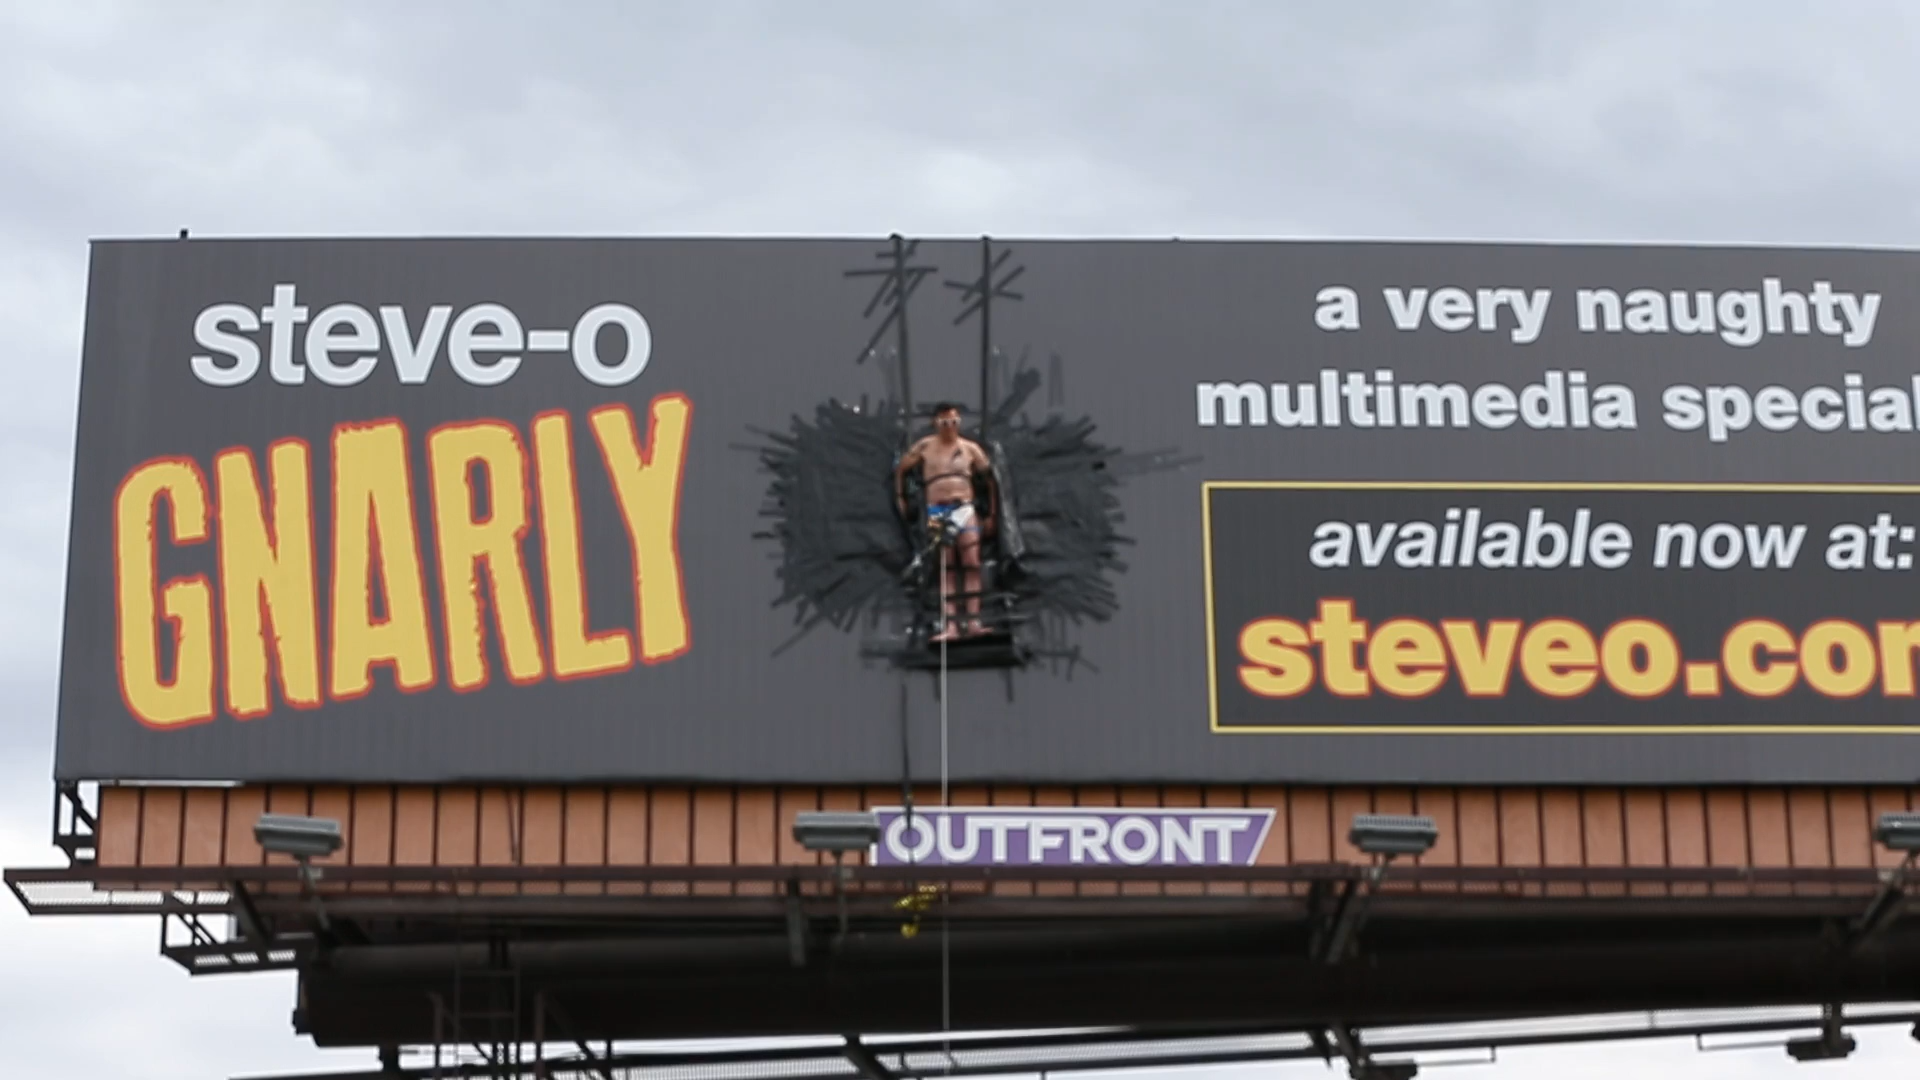 steve-o
GNARLY
a very naughty
multimedia special
available now at:
steveo.com
OUTFRONT